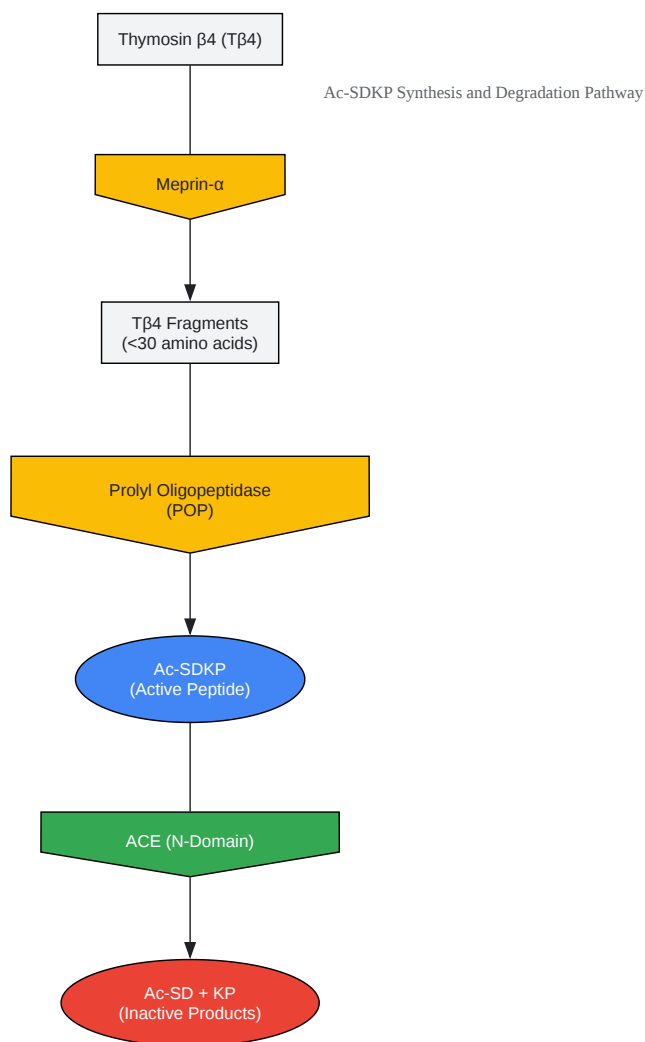 Thymosin β4 (Tβ4)
Ac-SDKP Synthesis and Degradation Pathway
Meprin-α
Tβ4 Fragments
(<30 amino acids)
Prolyl Oligopeptidase
(POP)
Ac-SDKP
(Active Peptide)
ACE (N-Domain)
Ac-SD + KP
(Inactive Products)